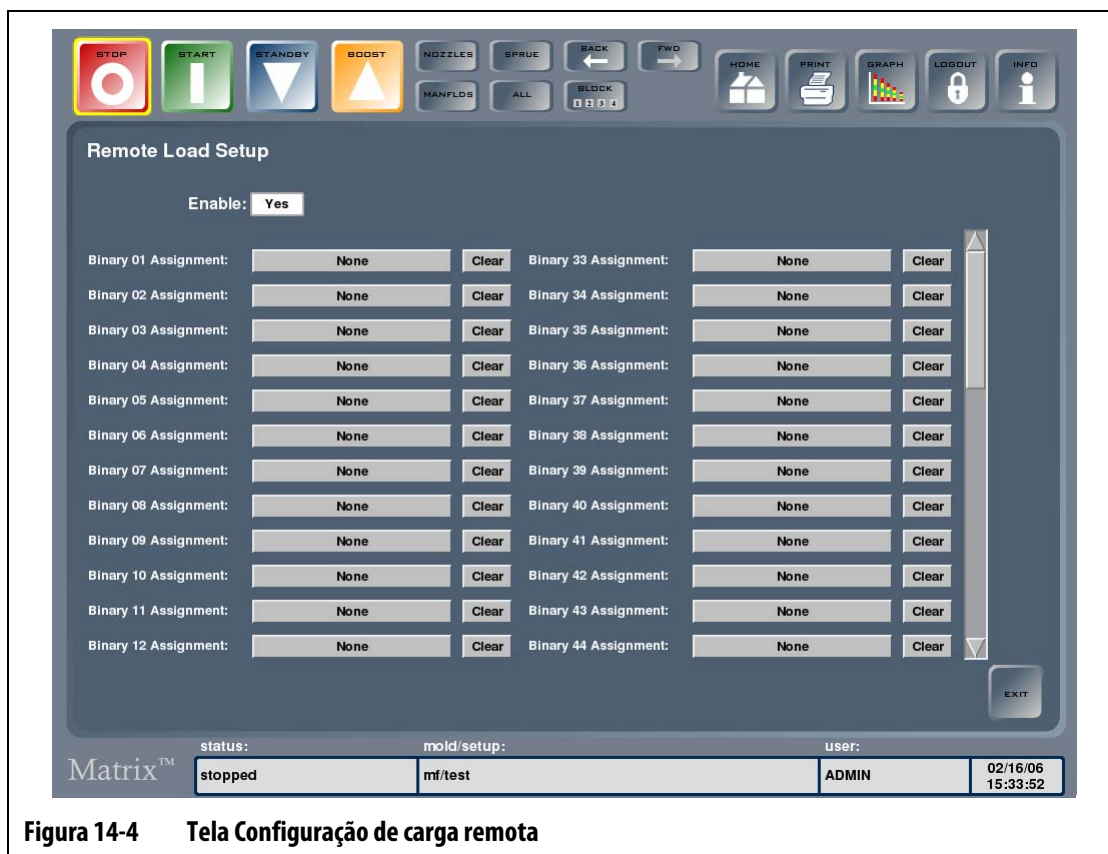 STOP START STANDBY BOOST NOZZLES SPRUE BACK FWD HOME PRINT GRAPH LOGOUT INFO
MANFLDS ALL BLOCK
1 2 3 4
Remote Load Setup
Enable: Yes
Binary 01 Assignment: None Clear Binary 33 Assignment: None Clear
Binary 02 Assignment: None Clear Binary 34 Assignment: None Clear
Binary 03 Assignment: None Clear Binary 35 Assignment: None Clear
Binary 04 Assignment: None Clear Binary 36 Assignment: None Clear
Binary 05 Assignment: None Clear Binary 37 Assignment: None Clear
Binary 06 Assignment: None Clear Binary 38 Assignment: None Clear
Binary 07 Assignment: None Clear Binary 39 Assignment: None Clear
Binary 08 Assignment: None Clear Binary 40 Assignment: None Clear
Binary 09 Assignment: None Clear Binary 41 Assignment: None Clear
Binary 10 Assignment: None Clear Binary 42 Assignment: None Clear
Binary 11 Assignment: None Clear Binary 43 Assignment: None Clear
Binary 12 Assignment: None Clear Binary 44 Assignment: None Clear
EXIT
status: mold/setup: user:
Matrix™ stopped mf/test ADMIN 02/16/06
15:33:52
Figura 14-4 Tela Configuração de carga remota